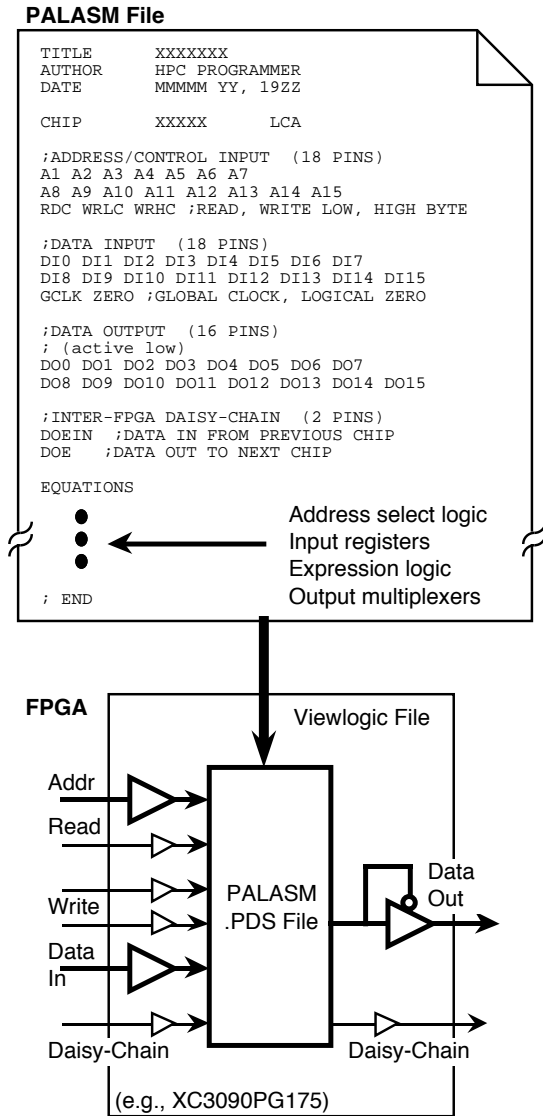 PALASM File
TITLE XXXXXXX
AUTHOR HPC PROGRAMMER
DATE MMMMM YY, 19ZZ
CHIP XXXXX LCA
;ADDRESS/CONTROL INPUT (18 PINS)
A1 A2 A3 A4 A5 A6 A7
A8 A9 A10 A11 A12 A13 A14 A15
RDC WRLC WRHC ;READ, WRITE LOW, HIGH BYTE
;DATA INPUT (18 PINS)
DI0 DI1 DI2 DI3 DI4 DI5 DI6 DI7
DI8 DI9 DI10 DI11 DI12 DI13 DI14 DI15
GCLK ZERO ;GLOBAL CLOCK, LOGICAL ZERO
;DATA OUTPUT (16 PINS)
; (active low)
DO0 DO1 DO2 DO3 DO4 DO5 DO6 DO7
DO8 DO9 DO10 DO11 DO12 DO13 DO14 DO15
;INTER-FPGA DAISY-CHAIN (2 PINS)
DOEIN ;DATA IN FROM PREVIOUS CHIP
DOE ;DATA OUT TO NEXT CHIP
EQUATIONS
Address select logic
Input registers
Expression logic
Output multiplexers
; END
FPGA
Viewlogic File
Addr
Read
Write
Data
In
Daisy-Chain
PALASM
.PDS File
Data
Out
Daisy-Chain
(e.g., XC3090PG175)